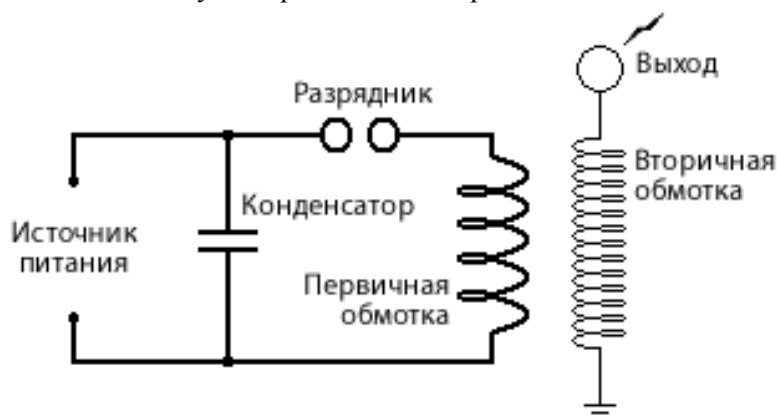 Выход
Разрядник
Вторичная
обмотка
Конденсатор
Источник
питания
Первичная
обмотка